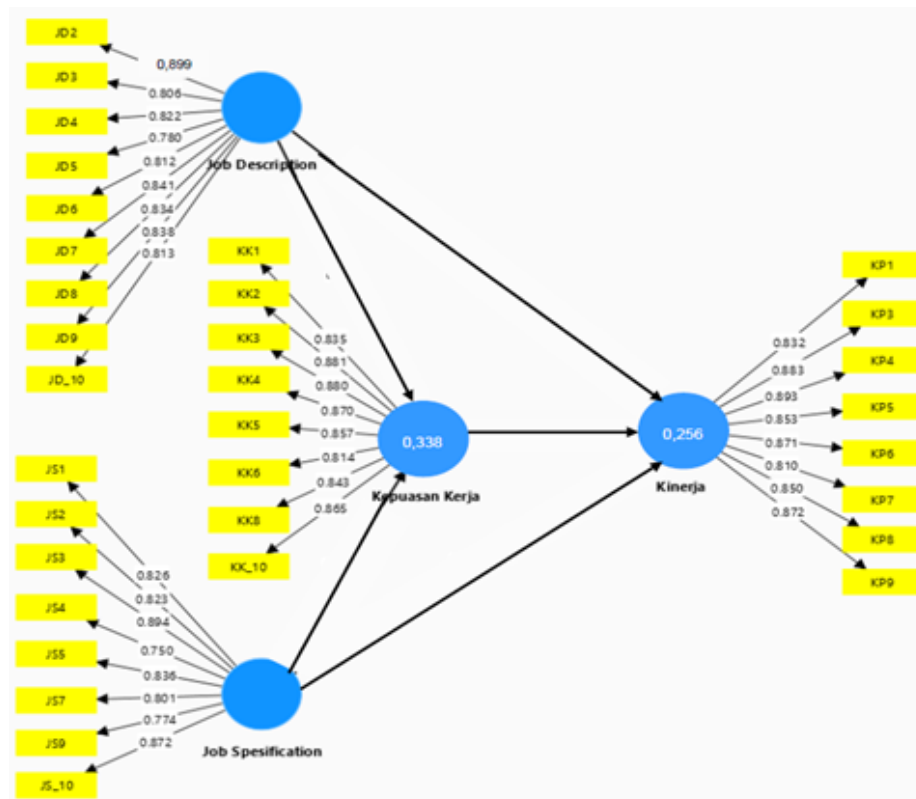 JD2
JD3
JD4
JD5
JD6
JD7
JD8
JD9
JD_10
0,899
0.806
0.822
0.780
0.812
0.841
0.834
0.838
0.813
Job Description
KK1
KK2
KK3
KK4
KK5
KK6
KK8
KK_10
0.835
0.881
0.880
0.870
0.857
0.814
0.843
0.865
0,338
Kepuasan Kerja
JS1
JS2
JS3
JS4
JS5
JS7
JS9
JS_10
0.826
0.823
0.894
0.750
0.836
0.801
0.774
0.872
Job Spesification
0,256
Kinerja
0.832
0.883
0.893
0.853
0.871
0.810
0.850
0.872
KP1
KP3
KP4
KP5
KP6
KP7
KP8
KP9